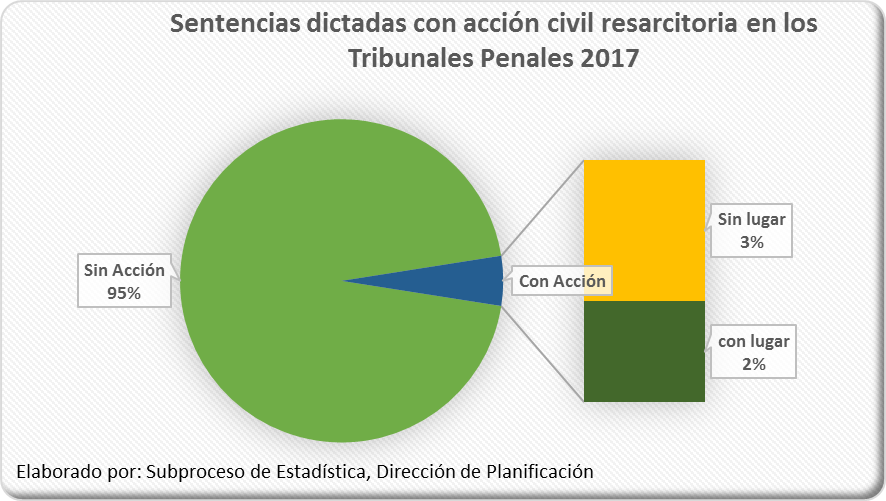 Sentencias dictadas con acción civil resarcitoria en los
Tribunales Penales 2017
Sin Acción
95%
Con Acción
Sin lugar
3%
con lugar
2%
Elaborado por: Subproceso de Estadística, Dirección de Planificación